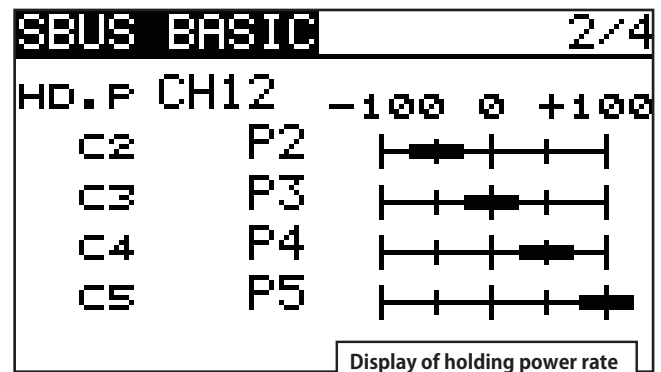 SBUS BASIC 2/4
HD.P CH12 -100 0 +100
C2 P2
C3 P3
C4 P4
C5 P5
Display of holding power rate